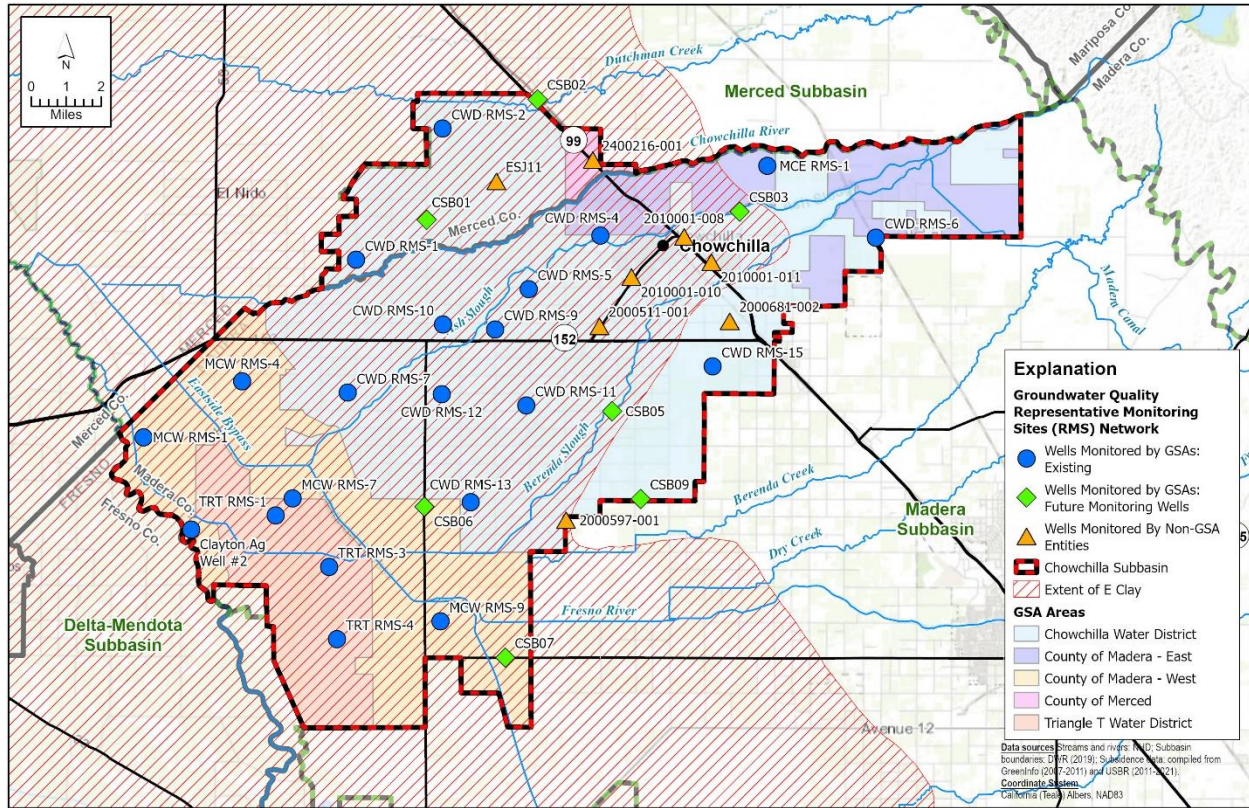 N
0 1 2
Miles
Dutchman Creek
Mariposa Co.
Madera Co.
CSB02
Merced Subbasin
CWD RMS-2
99
Chowchilla River
2400216-001
ESJ11
MCE RMS-1
El Nido
CSB01
Merced Co.
CSB03
CWD RMS-4
2010001-008
CWD RMS-6
Chowchilla
CWD RMS-1
CWD RMS-5
2010001-011
2010001-010
Madera Canal
CWD RMS-10
CWD RMS-9
2000511-001
2000681-002
152
MCW RMS-4
CWD RMS-15
Eastside Bypass
CWD RMS-7
CWD RMS-12
CWD RMS-11
CSB05
Merced Co.
MCW RMS-1
FRESNO
Berenda Slough
Madera Co.
Fresno Co.
TRT RMS-1
MCW RMS-7
CWD RMS-13
CSB06
CSB09
Berenda Creek
2000597-001
Madera
Subbasin
Clayton Ag
Well #2
TRT RMS-3
Dry Creek
Fresno River
MCW RMS-9
Delta-Mendota
Subbasin
TRT RMS-4
CSB07
Avenue 12
Explanation
Groundwater Quality
Representative Monitoring
Sites (RMS) Network
Wells Monitored by GSAs:
Existing
Wells Monitored by GSAs:
Future Monitoring Wells
Wells Monitored By Non-GSA
Entities
Chowchilla Subbasin
Extent of E Clay
GSA Areas
Chowchilla Water District
County of Madera - East
County of Madera - West
County of Merced
Triangle T Water District
Data sources Streams and rivers: NHD; Subbasin
boundaries: DWR (2019); Subsidence data: compiled from
GreenInfo (2007-2011) and USBR (2011-2021).
Coordinate System
California (Teale) Albers, NAD83